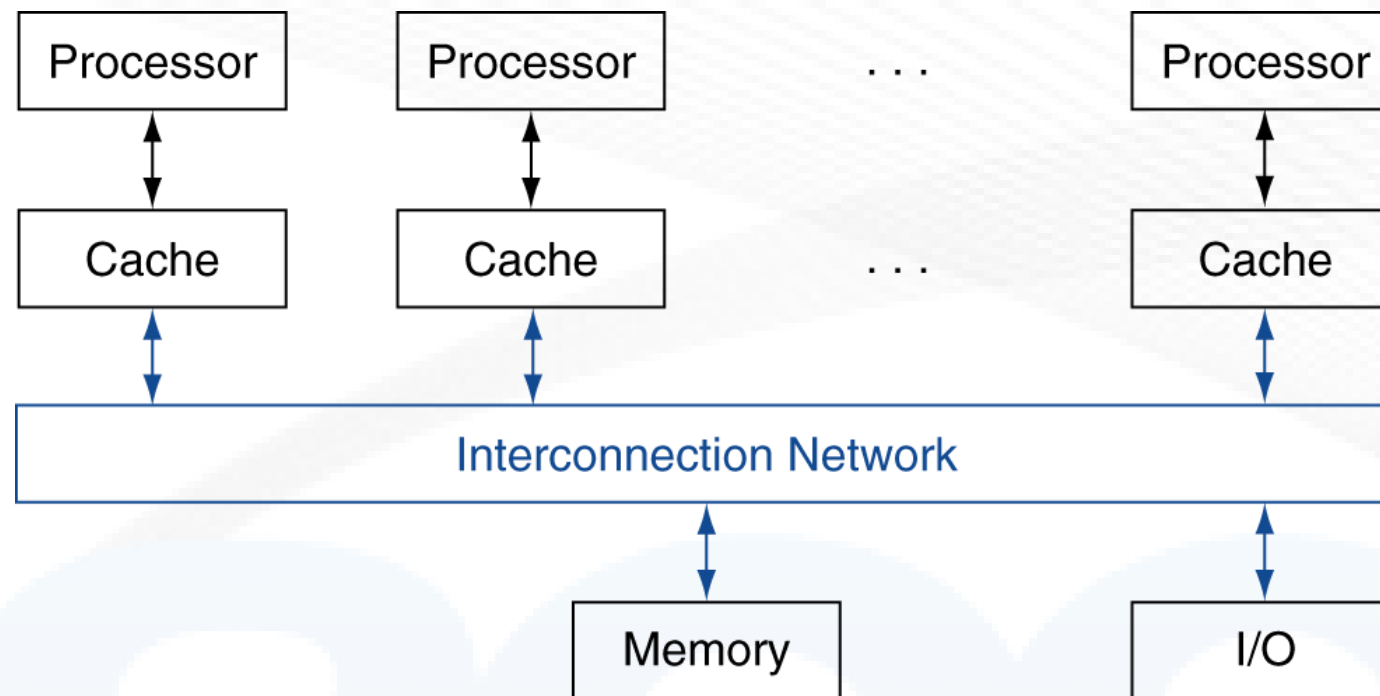 Processor Processor . . . Processor
Cache Cache . . . Cache
Interconnection Network
Memory I/O